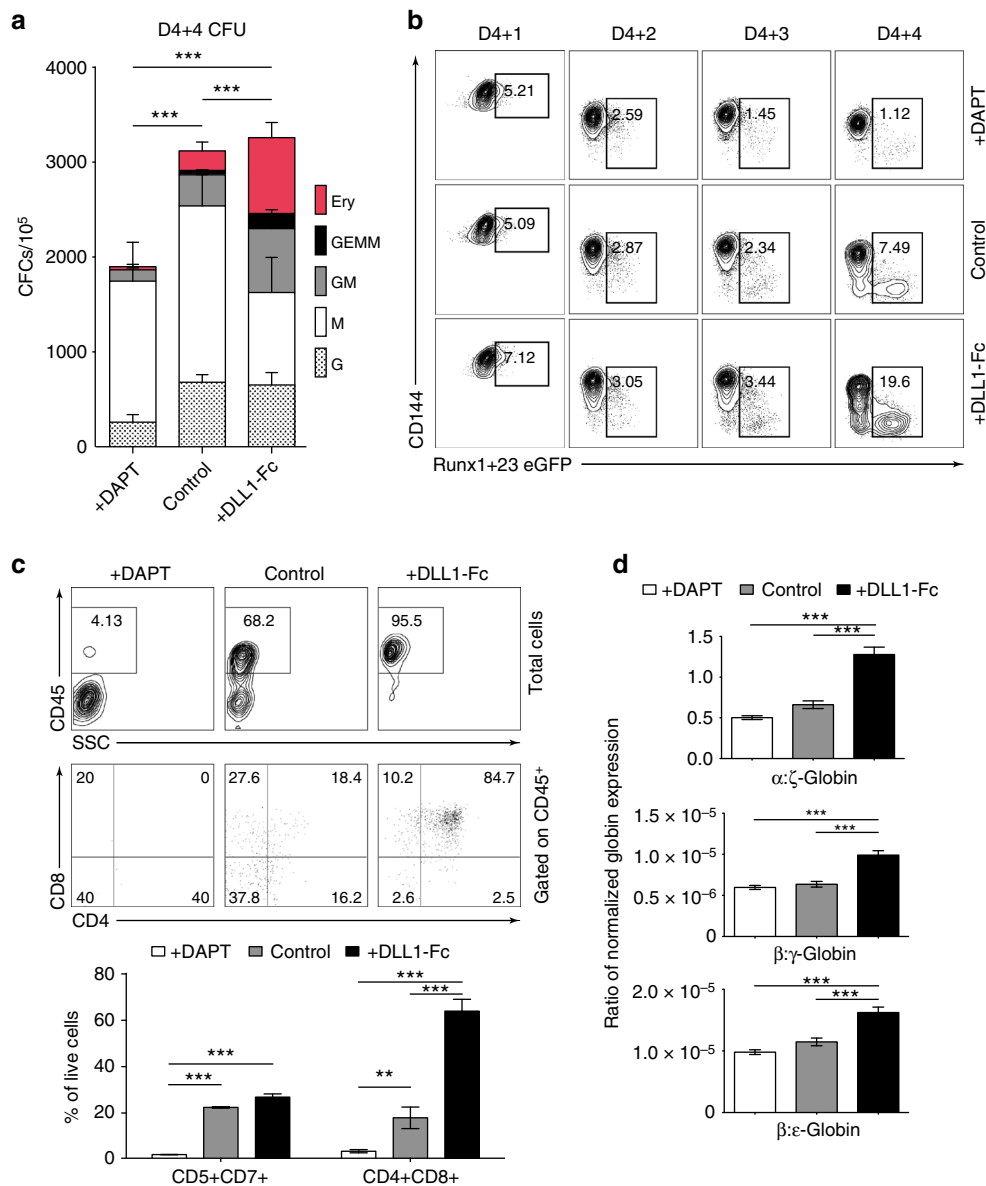 a
D4+4 CFU
***
***
***
4000
3000
2000
1000
0
CFCs/10⁵
Ery
GEMM
GM
M
G
+DAPT
Control
+DLL1-Fc
b
D4+1 D4+2 D4+3 D4+4
5.21 2.59 1.45 1.12
+DAPT
5.09 2.87 2.34 7.49
Control
7.12 3.05 3.44 19.6
+DLL1-Fc
CD144
Runx1+23 eGFP
c
+DAPT Control +DLL1-Fc
4.13 68.2 95.5
Total cells
CD45
SSC
20 0 27.6 18.4 10.2 84.7
40 40 37.8 16.2 2.6 2.5
Gated on CD45⁺
CD8
CD4
+DAPT Control +DLL1-Fc
80
60
40
20
0
% of live cells
***
***
***
***
**
CD5+CD7+ CD4+CD8+
d
+DAPT Control +DLL1-Fc
Ratio of normalized globin expression
***
***
1.5
1.0
0.5
0.0
α:ζ-Globin
***
***
1.5 × 10⁻⁵
1.0 × 10⁻⁵
0.5 × 10⁻⁶
0
β:γ-Globin
***
***
2.0 × 10⁻⁵
1.0 × 10⁻⁵
0
β:ε-Globin